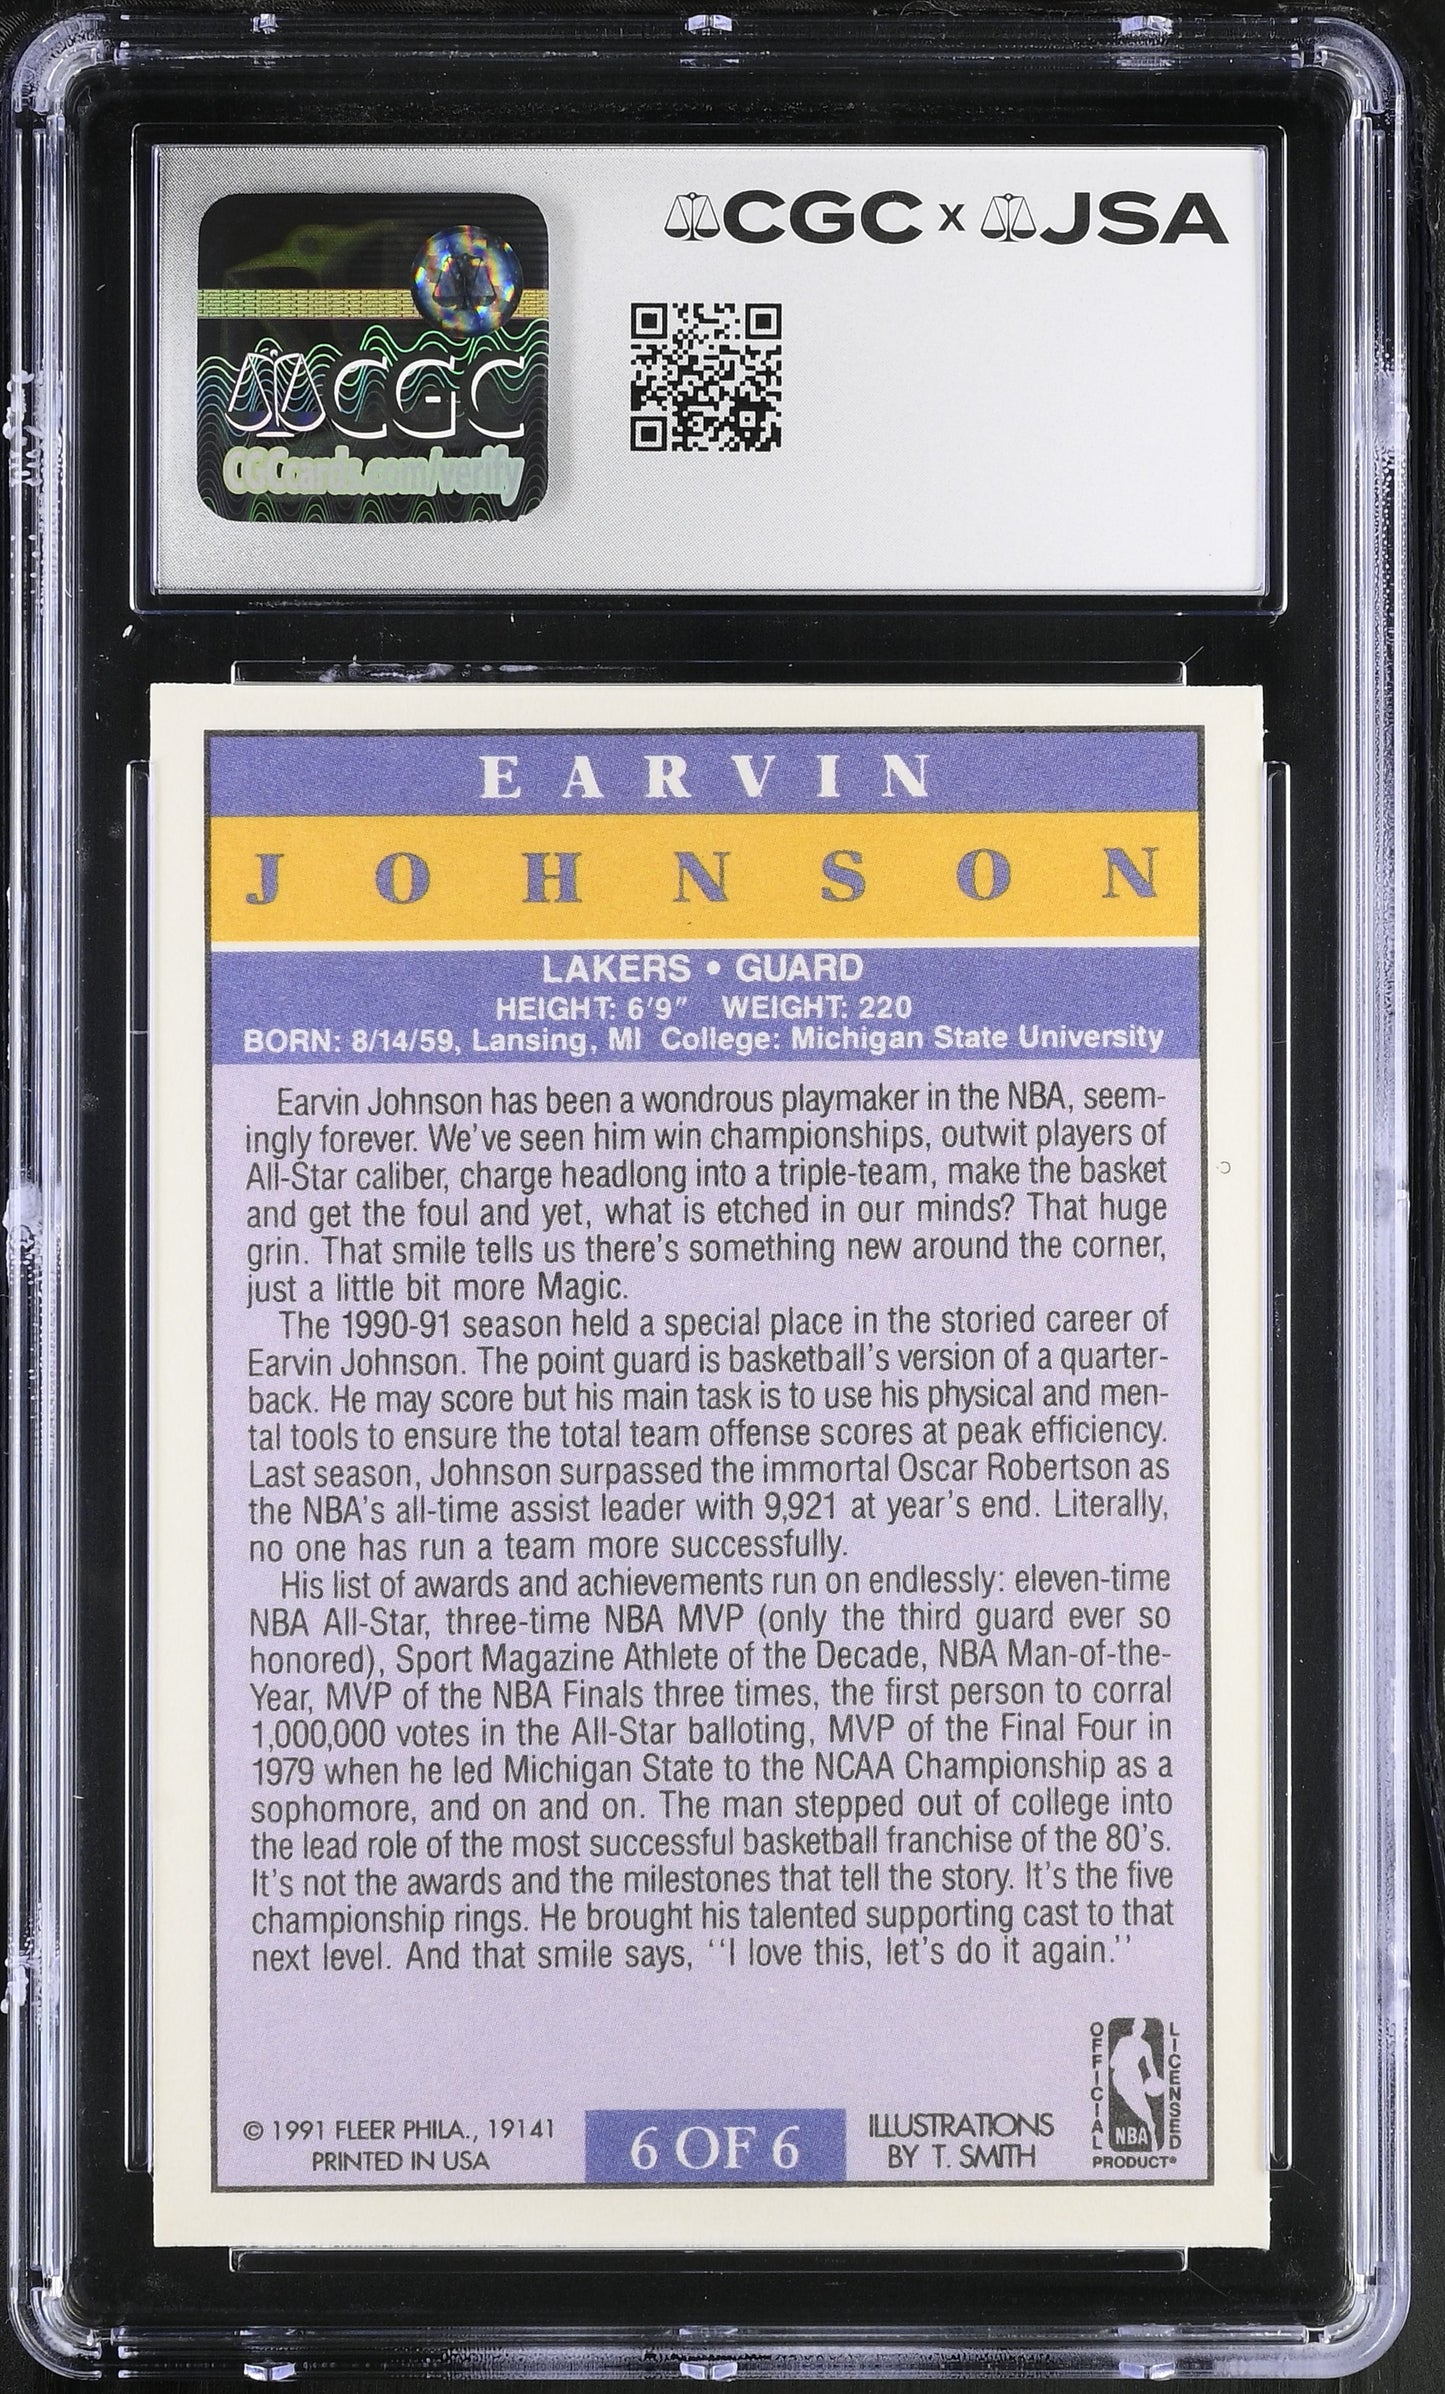 CGC x JSA
CGC
CGCcards.com/verify
EARVIN
JOHNSON
LAKERS • GUARD
HEIGHT: 6'9" WEIGHT: 220
BORN: 8/14/59, Lansing, MI College: Michigan State University
Earvin Johnson has been a wondrous playmaker in the NBA, seem-
ingly forever. We've seen him win championships, outwit players of
All-Star caliber, charge headlong into a triple-team, make the basket
and get the foul and yet, what is etched in our minds? That huge
grin. That smile tells us there's something new around the corner,
just a little bit more Magic.
The 1990-91 season held a special place in the storied career of
Earvin Johnson. The point guard is basketball's version of a quarter-
back. He may score but his main task is to use his physical and men-
tal tools to ensure the total team offense scores at peak efficiency.
Last season, Johnson surpassed the immortal Oscar Robertson as
the NBA's all-time assist leader with 9,921 at year's end. Literally,
no one has run a team more successfully.
His list of awards and achievements run on endlessly: eleven-time
NBA All-Star, three-time NBA MVP (only the third guard ever so
honored), Sport Magazine Athlete of the Decade, NBA Man-of-the-
Year, MVP of the NBA Finals three times, the first person to corral
1,000,000 votes in the All-Star balloting, MVP of the Final Four in
1979 when he led Michigan State to the NCAA Championship as a
sophomore, and on and on. The man stepped out of college into
the lead role of the most successful basketball franchise of the 80's.
It's not the awards and the milestones that tell the story. It's the five
championship rings. He brought his talented supporting cast to that
next level. And that smile says, ''I love this, let's do it again.''
© 1991 FLEER PHILA., 19141
PRINTED IN USA
6 OF 6
ILLUSTRATIONS
BY T. SMITH
OFFICIAL
LICENSED
NBA
PRODUCT®